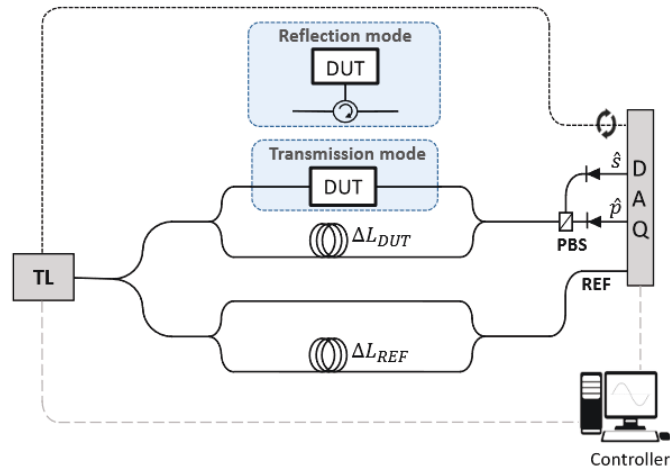 Reflection mode
DUT
Transmission mode
DUT
ΔL_DUT
TL
ŝ
p̂
PBS
D
A
Q
REF
ΔL_REF
Controller